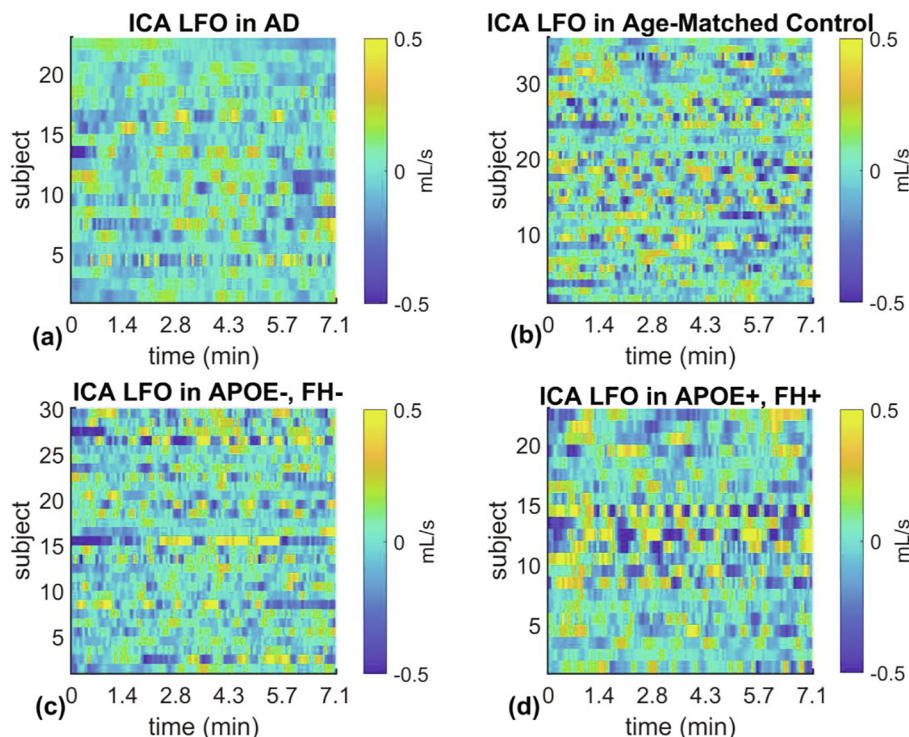 ICA LFO in AD
0.5
0
-0.5
mL/s
20
15
10
5
subject
0 1.4 2.8 4.3 5.7 7.1
time (min)
(a)
ICA LFO in Age-Matched Control
0.5
0
-0.5
mL/s
30
20
10
subject
0 1.4 2.8 4.3 5.7 7.1
time (min)
(b)
ICA LFO in APOE-, FH-
0.5
0
-0.5
mL/s
30
25
20
15
10
5
subject
0 1.4 2.8 4.3 5.7 7.1
time (min)
(c)
ICA LFO in APOE+, FH+
0.5
0
-0.5
mL/s
20
15
10
5
subject
0 1.4 2.8 4.3 5.7 7.1
time (min)
(d)